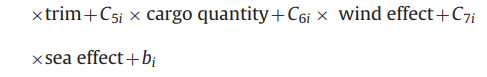 ×trim+C₅ᵢ × cargo quantity+C₆ᵢ × wind effect+C₇ᵢ
×sea effect+bᵢ